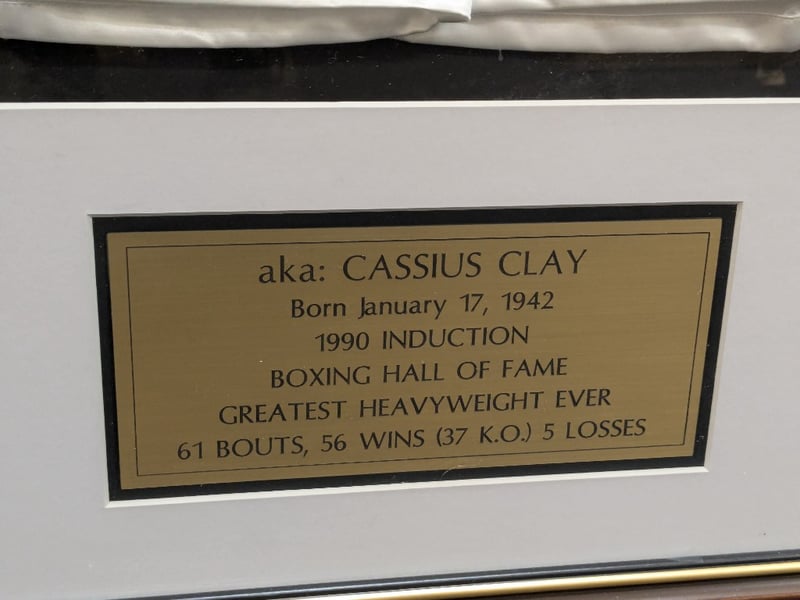 aka: CASSIUS CLAY
Born January 17, 1942
1990 INDUCTION
BOXING HALL OF FAME
GREATEST HEAVYWEIGHT EVER
61 BOUTS, 56 WINS (37 K.O.) 5 LOSSES